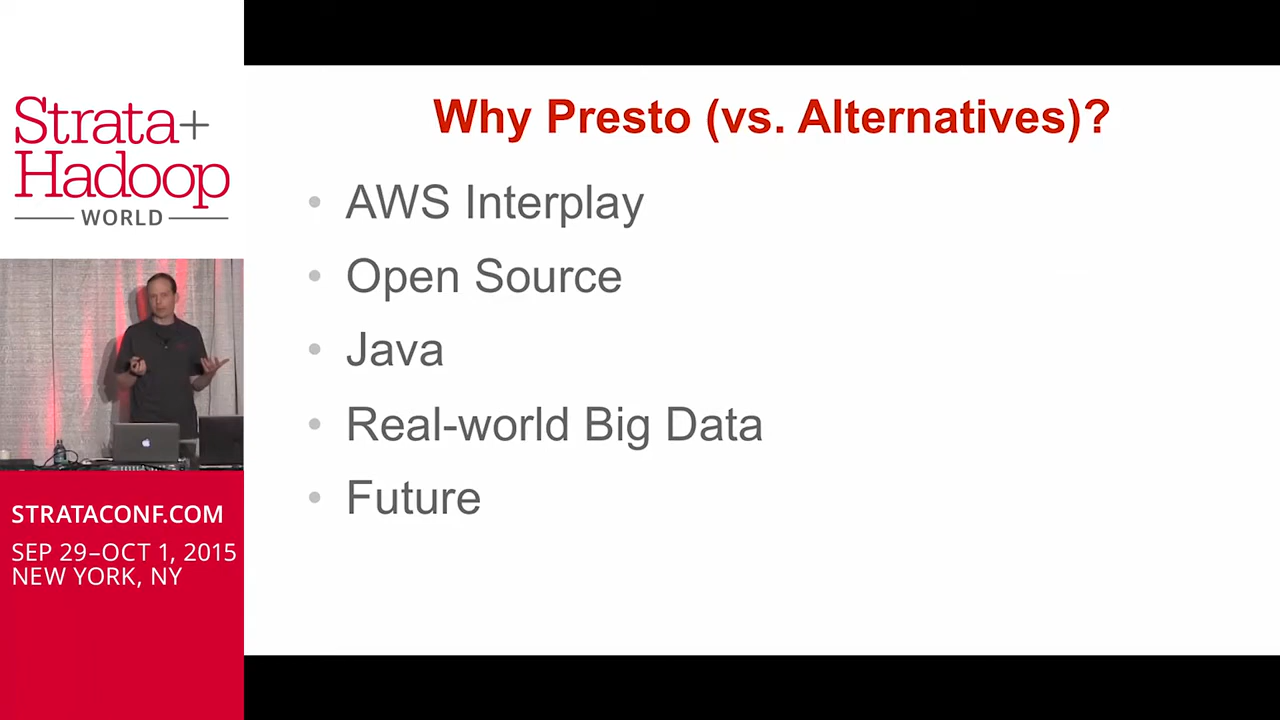 Strata+
Hadoop
WORLD
STRATACONF.COM
SEP 29–OCT 1, 2015
NEW YORK, NY
Why Presto (vs. Alternatives)?
• AWS Interplay
• Open Source
• Java
• Real-world Big Data
• Future